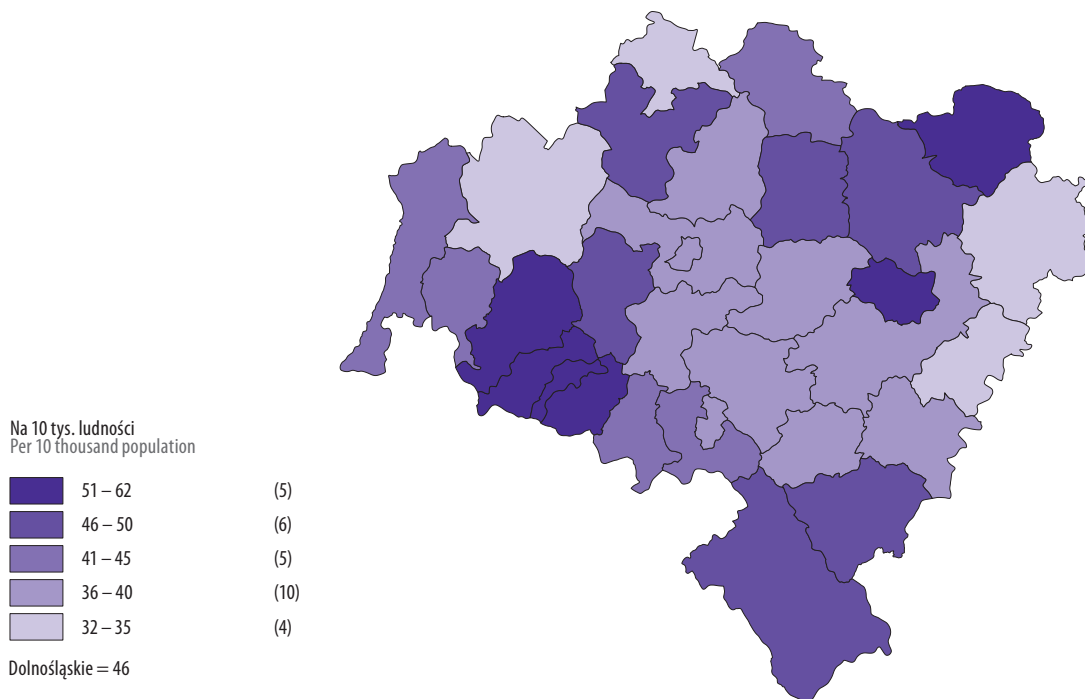 Na 10 tys. ludności
Per 10 thousand population
51 – 62 (5)
46 – 50 (6)
41 – 45 (5)
36 – 40 (10)
32 – 35 (4)
Dolnośląskie = 46